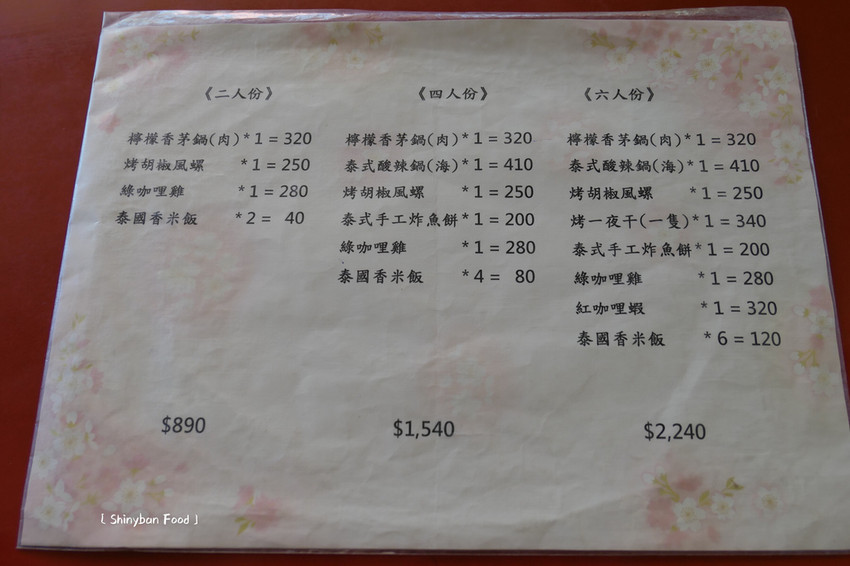 《二人份》
檸檬香茅鍋(肉)*1=320
烤胡椒風螺 *1=250
綠咖哩雞 *1=280
泰國香米飯 *2= 40
$890
《四人份》
檸檬香茅鍋(肉)*1=320
泰式酸辣鍋(海)*1=410
烤胡椒風螺 *1=250
泰式手工炸魚餅*1=200
綠咖哩雞 *1=280
泰國香米飯 *4= 80
$1,540
《六人份》
檸檬香茅鍋(肉)*1=320
泰式酸辣鍋(海)*1=410
烤胡椒風螺 *1=250
烤一夜干(一隻)*1=340
泰式手工炸魚餅*1=200
綠咖哩雞 *1=280
紅咖哩蝦 *1=320
泰國香米飯 *6=120
$2,240
[ Shinyban Food ]